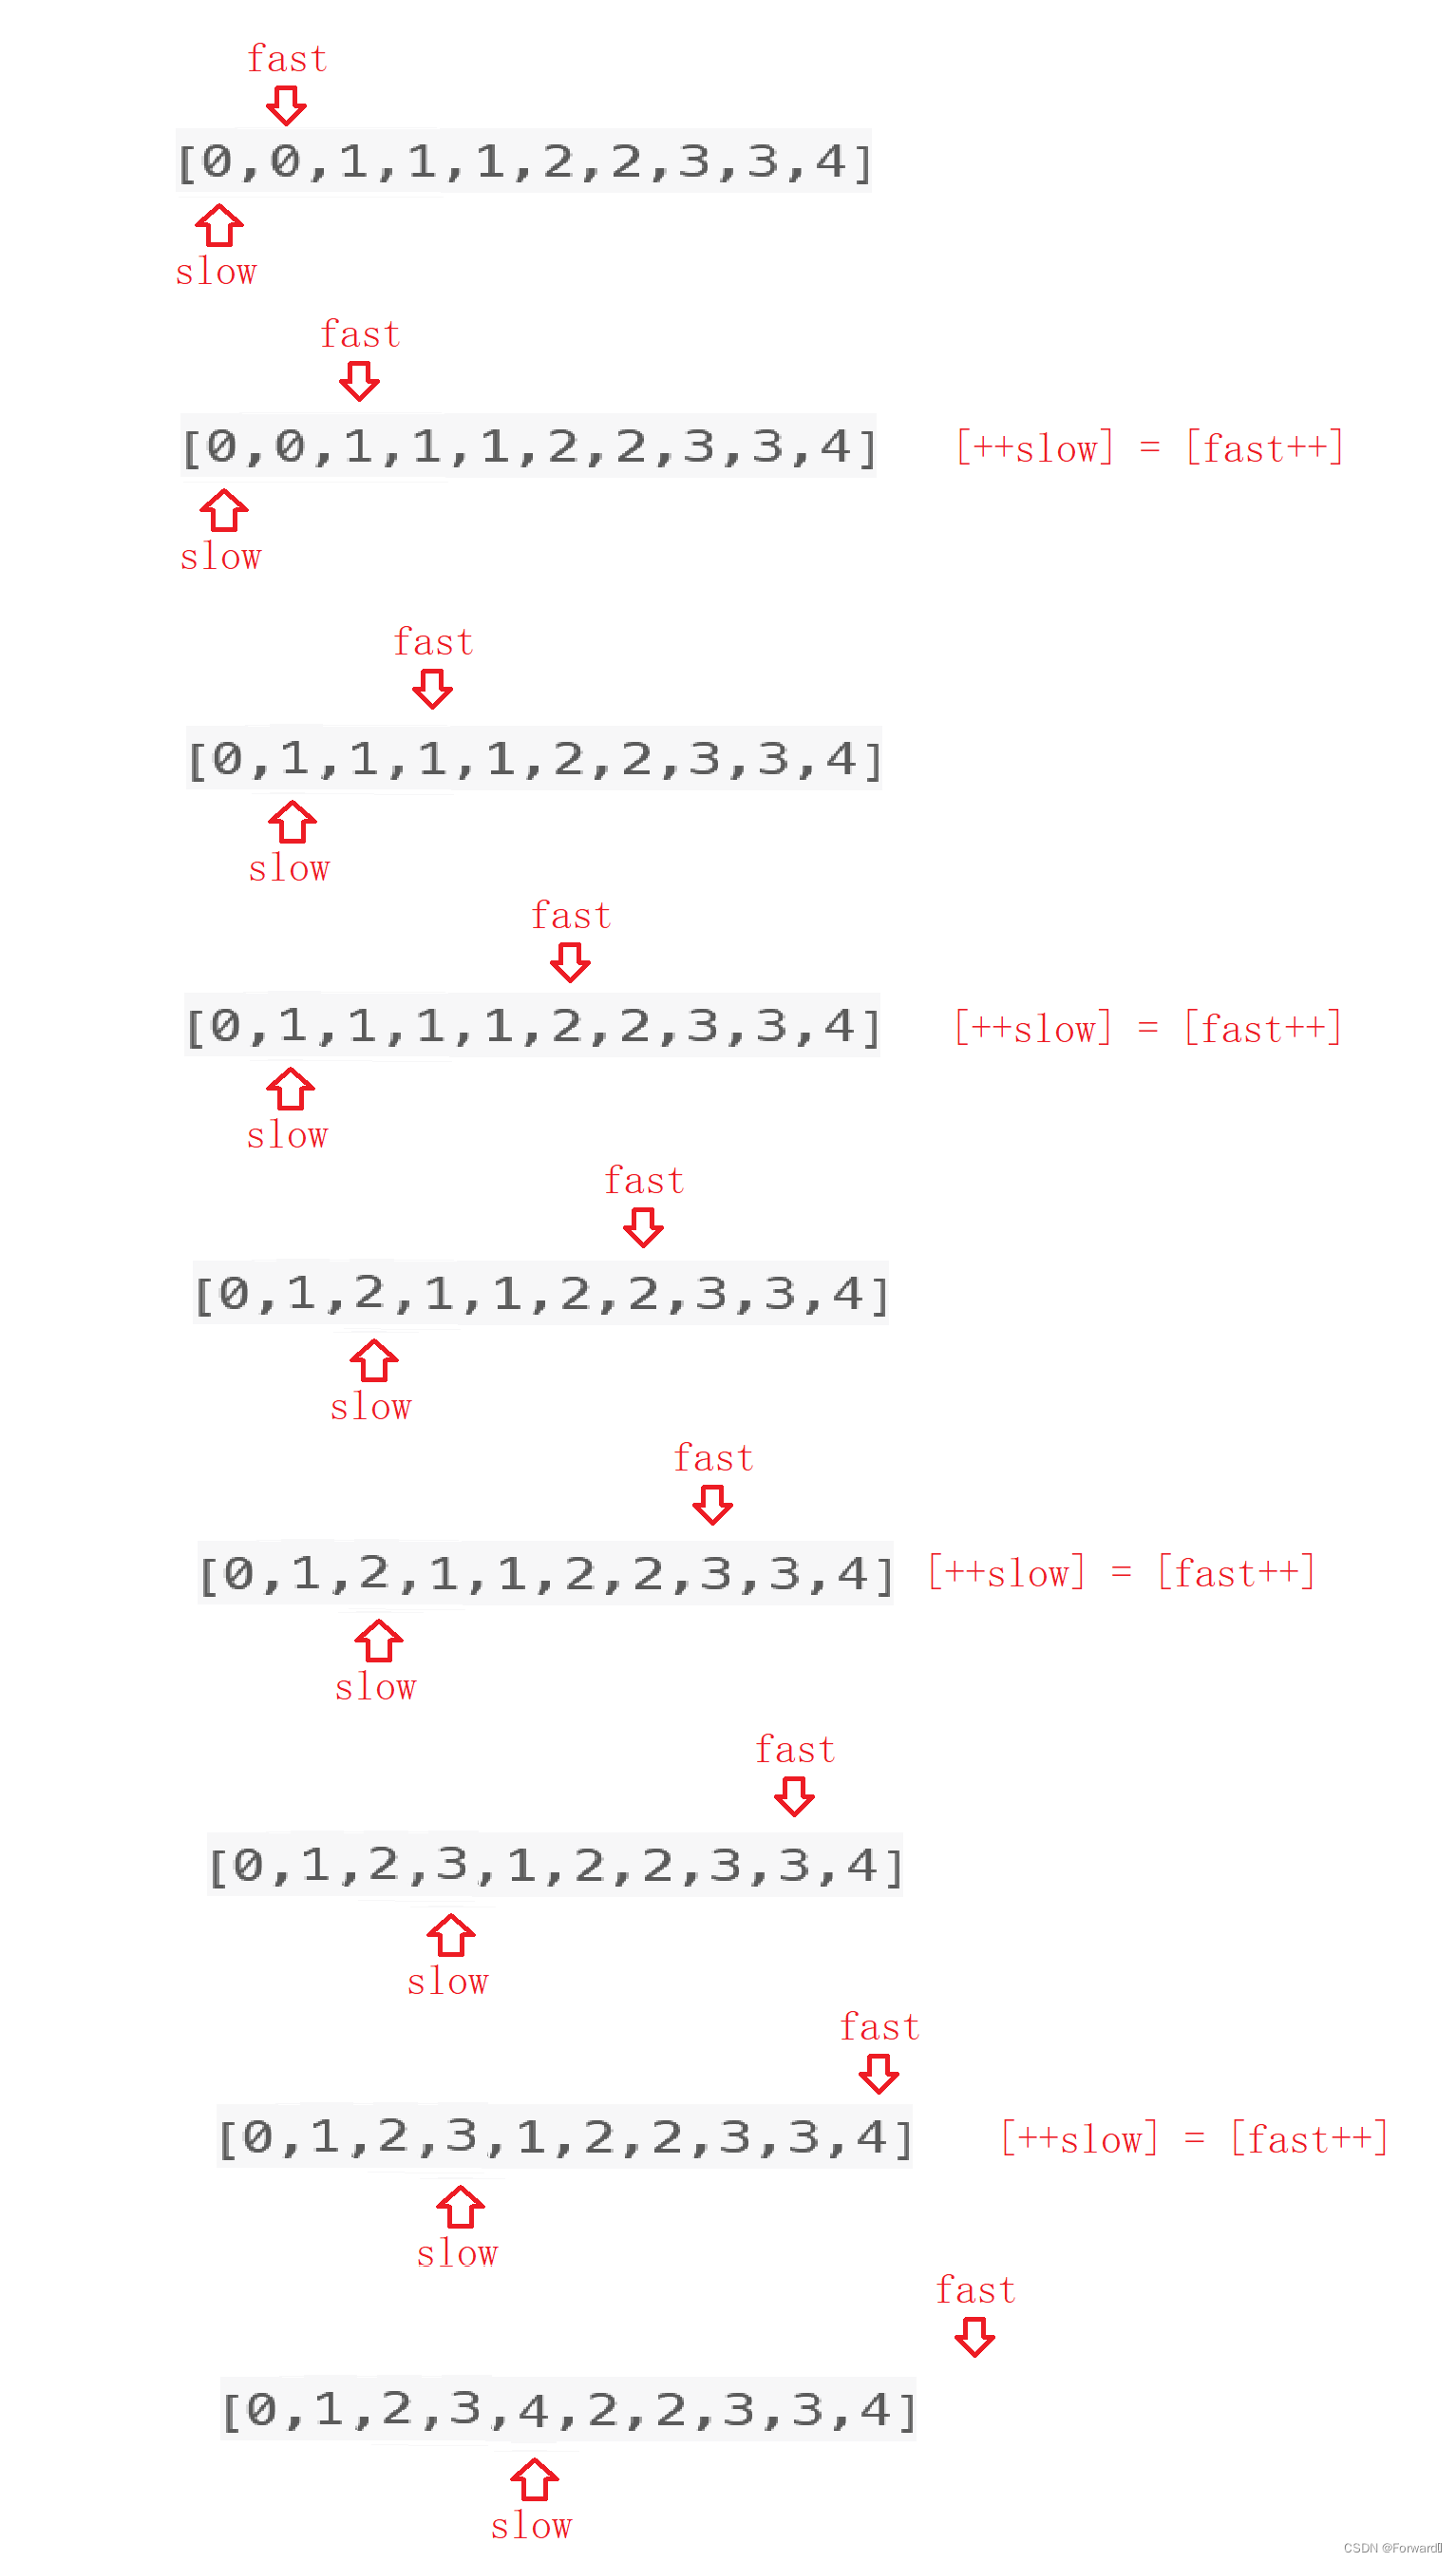 fast
[0,0,1,1,1,2,2,3,3,4]
slow
fast
[0,0,1,1,1,2,2,3,3,4] [++slow] = [fast++]
slow
fast
[0,1,1,1,1,2,2,3,3,4]
slow
fast
[0,1,1,1,1,2,2,3,3,4] [++slow] = [fast++]
slow
fast
[0,1,2,1,1,2,2,3,3,4]
slow
fast
[0,1,2,1,1,2,2,3,3,4] [++slow] = [fast++]
slow
fast
[0,1,2,3,1,2,2,3,3,4]
slow
fast
[0,1,2,3,1,2,2,3,3,4] [++slow] = [fast++]
slow
fast
[0,1,2,3,4,2,2,3,3,4]
slow
CSDN @Forward